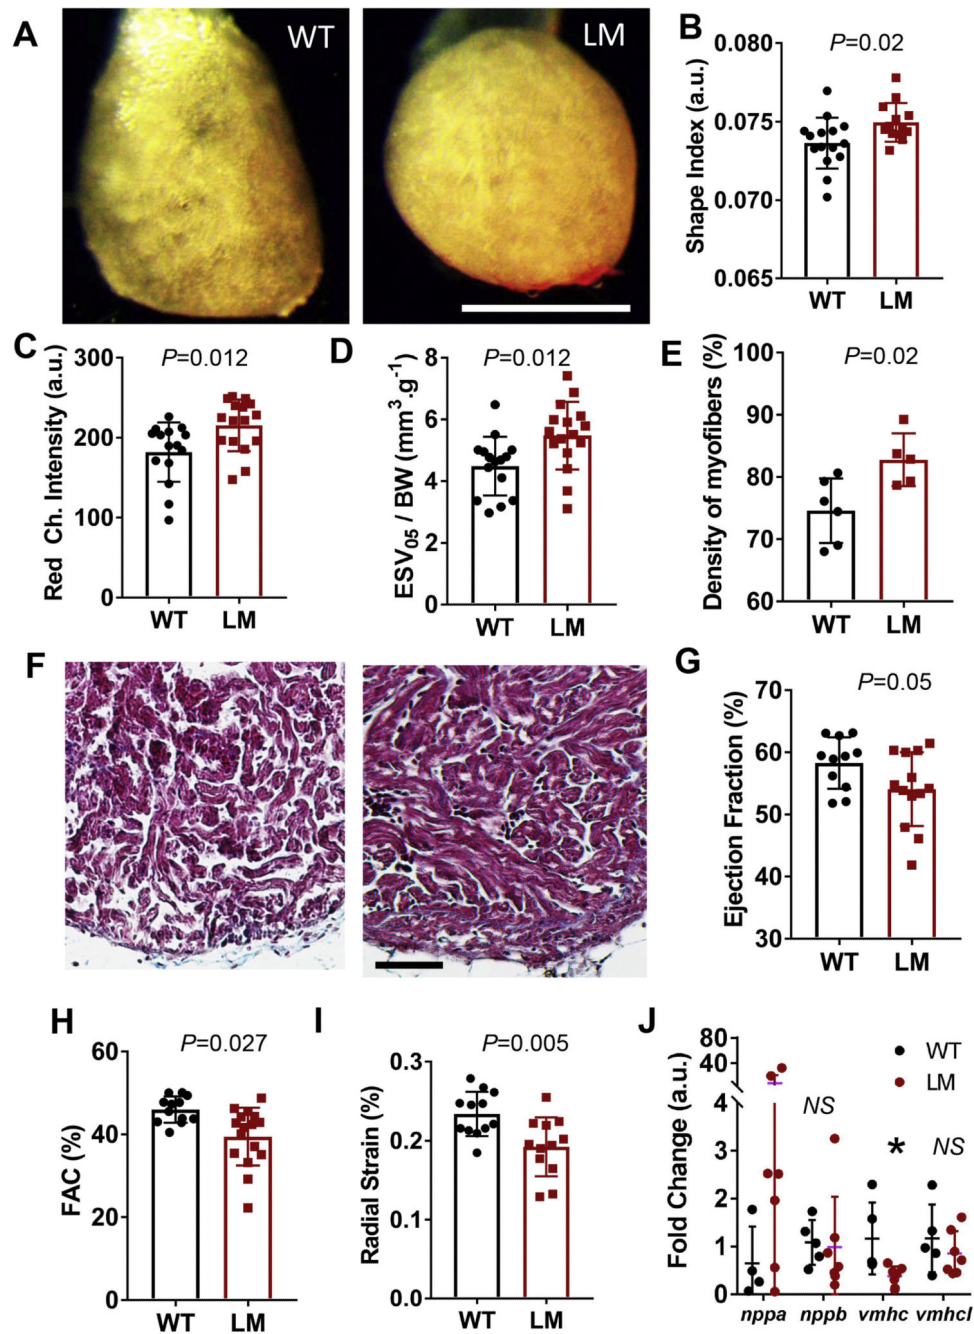 A
WT
LM
B
P=0.02
0.080
0.075
0.070
0.065
Shape Index (a.u.)
WT
LM
C
P=0.012
300
200
100
0
Red Ch. Intensity (a.u.)
WT
LM
D
P=0.012
8
6
4
2
0
ESV05 / BW (mm3.g-1)
WT
LM
E
P=0.02
100
90
80
70
60
Density of myofibers (%)
WT
LM
F
G
P=0.05
70
60
50
40
30
Ejection Fraction (%)
WT
LM
H
P=0.027
60
40
20
0
FAC (%)
WT
LM
I
P=0.005
0.3
0.2
0.1
0.0
Radial Strain (%)
WT
LM
J
80
40
4
3
2
1
0
Fold Change (a.u.)
WT
LM
NS
*
NS
nppa nppb vmhc vmhcl